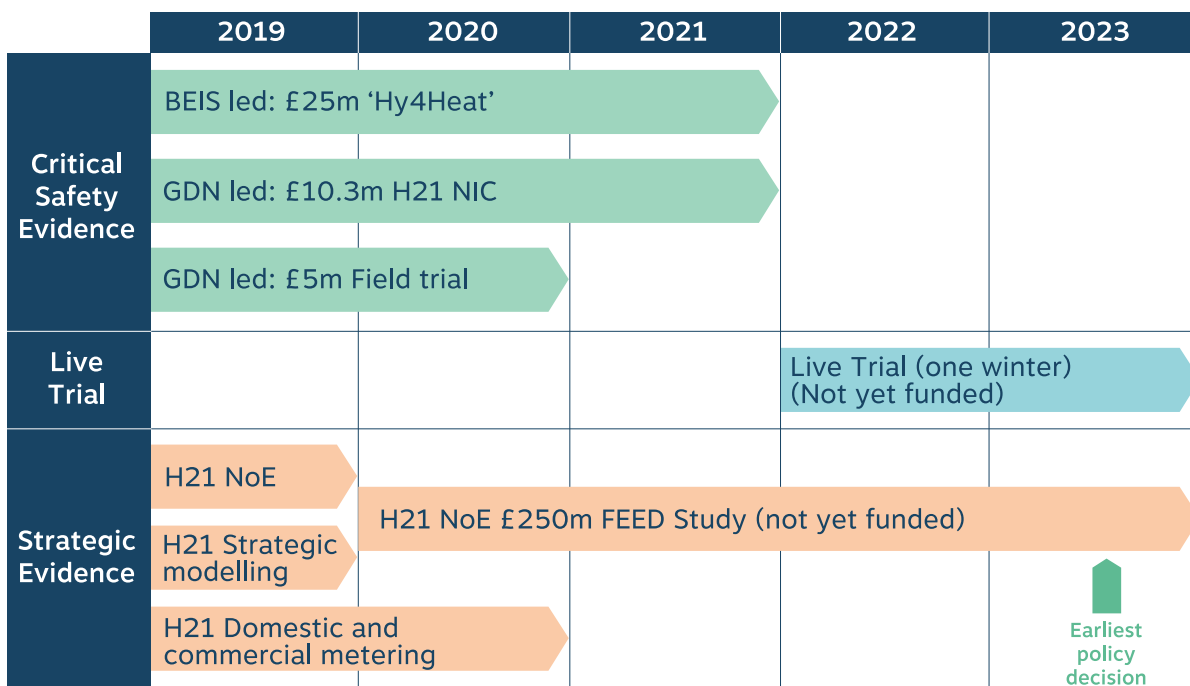 2019
2020
2021
2022
2023
Critical
Safety
Evidence
BEIS led: £25m ‘Hy4Heat’
GDN led: £10.3m H21 NIC
GDN led: £5m Field trial
Live
Trial
Live Trial (one winter)
(Not yet funded)
Strategic
Evidence
H21 NoE
H21 NoE £250m FEED Study (not yet funded)
H21 Strategic
modelling
H21 Domestic and
commercial metering
Earliest
policy
decision